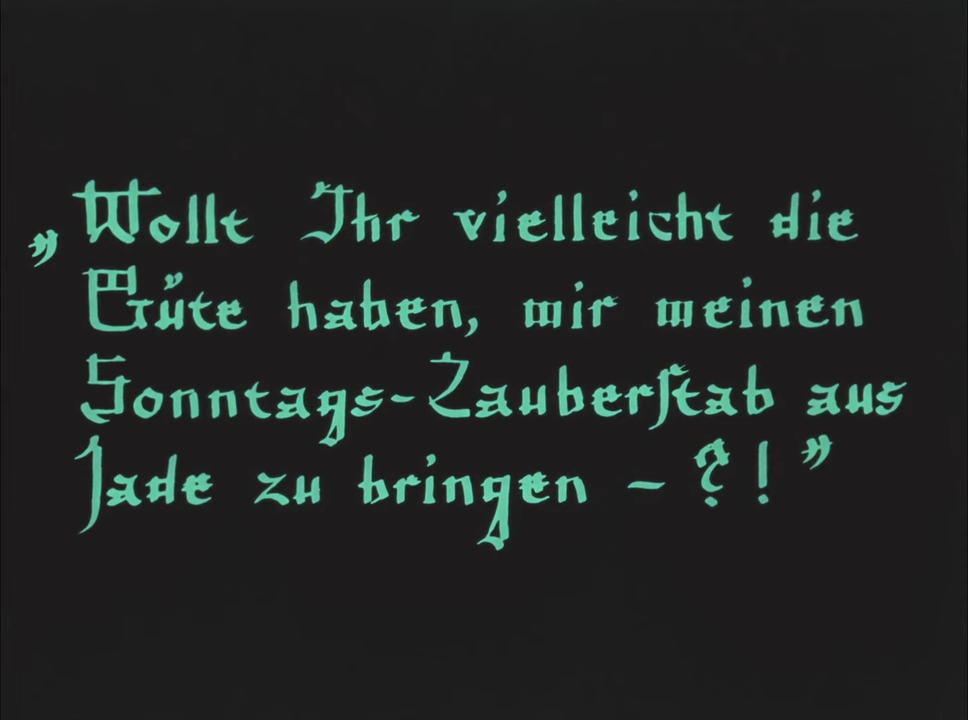 „Wollt Ihr vielleicht die
Güte haben, mir meinen
Sonntags-Zauberstab aus
Jade zu bringen – ?!”